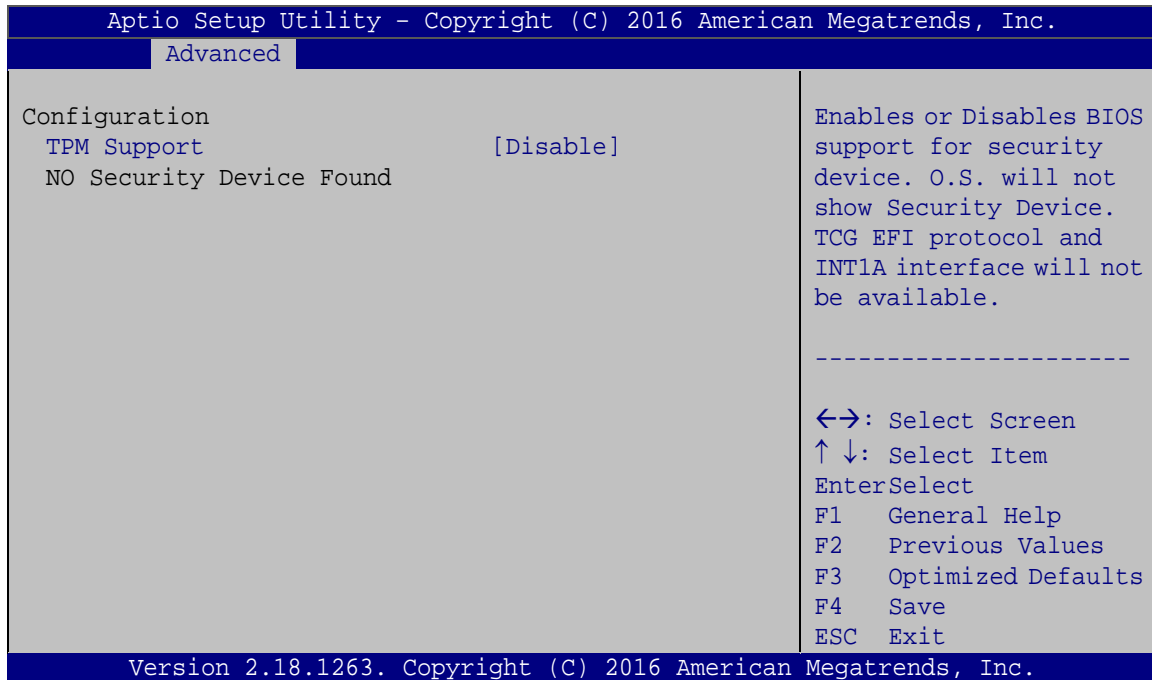 Aptio Setup Utility – Copyright (C) 2016 American Megatrends, Inc.
Advanced
Configuration
TPM Support [Disable]
NO Security Device Found
Enables or Disables BIOS
support for security
device. O.S. will not
show Security Device.
TCG EFI protocol and
INT1A interface will not
be available.
----------------------
←→: Select Screen
↑ ↓: Select Item
EnterSelect
F1 General Help
F2 Previous Values
F3 Optimized Defaults
F4 Save
ESC Exit
Version 2.18.1263. Copyright (C) 2016 American Megatrends, Inc.